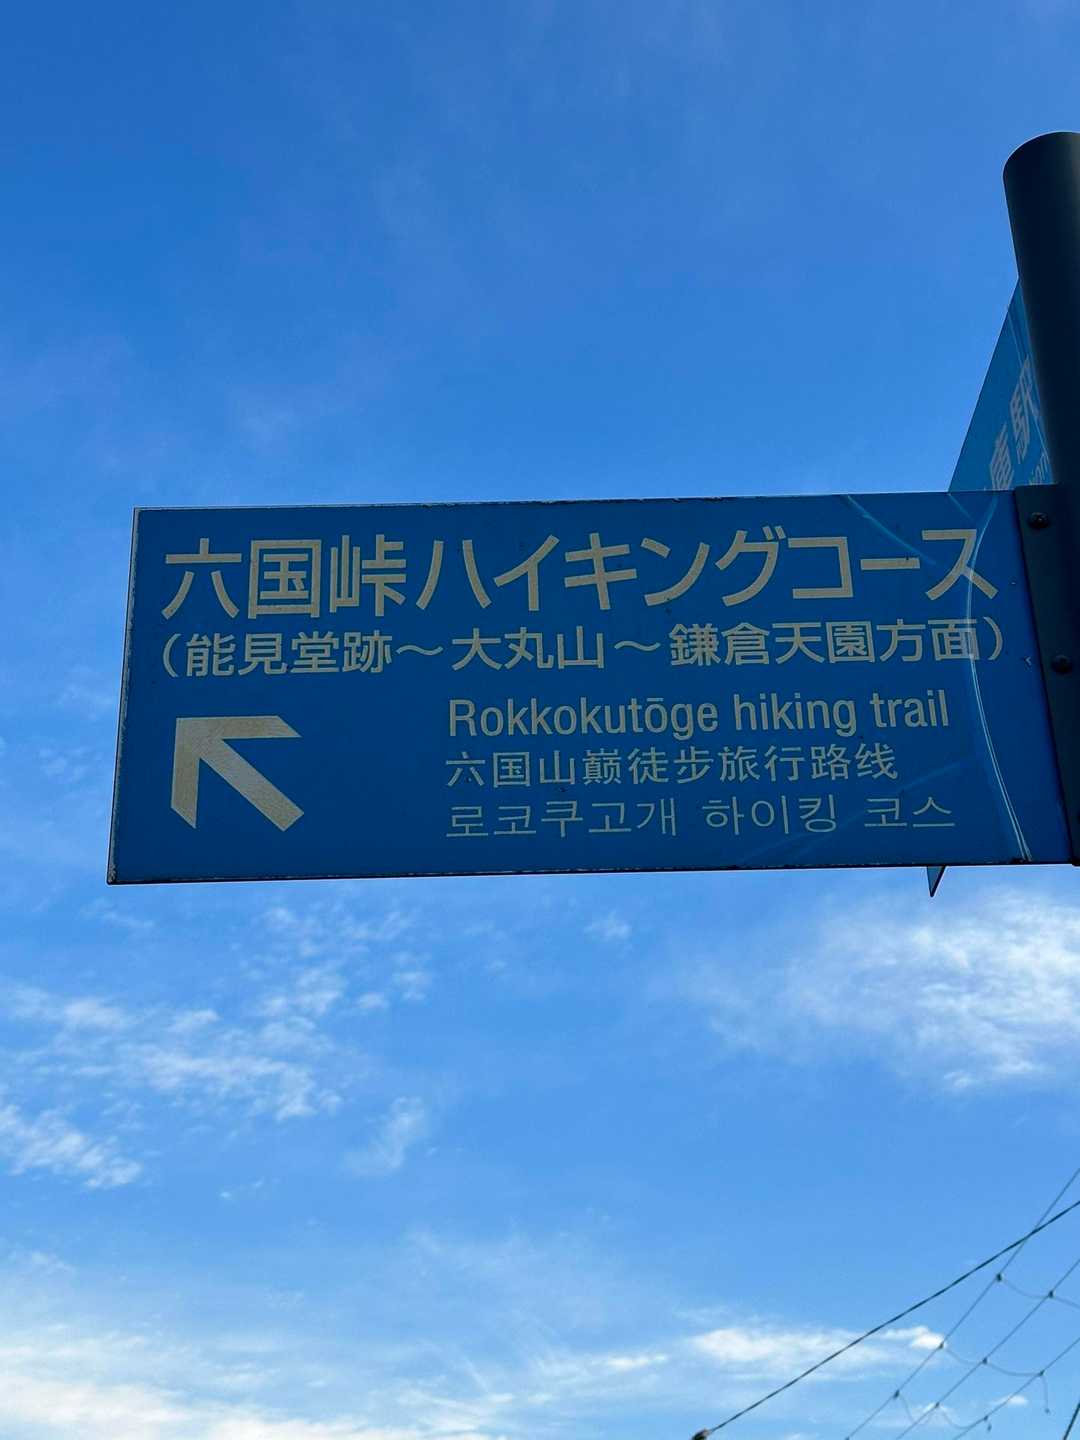 六国峠ハイキングコース
(能見堂跡～大丸山～鎌倉天園方面)
Rokkokutōge hiking trail
六国山巅徒步旅行路线
로코쿠고개 하이킹 코스